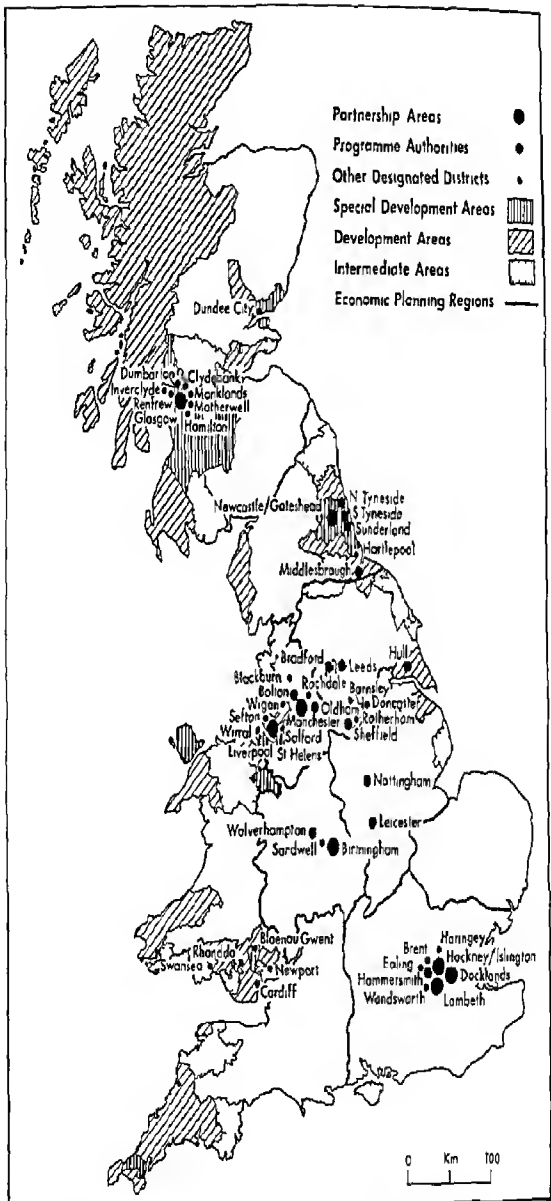 Partnership Areas
Programme Authorities
Other Designated Districts
Special Development Areas
Development Areas
Intermediate Areas
Economic Planning Regions
Dundee City
Dumbarton
Clydebank
Inverclyde
Monklands
Renfrew
Motherwell
Glasgow
Hamilton
Newcastle/Gateshead
N Tyneside
S Tyneside
Sunderland
Hartlepool
Middlesbrough
Bradford
Leeds
Hull
Blackburn
Rochdale
Barnsley
Bolton
Doncaster
Wigan
Oldham
Rotherham
Sefton
Manchester
Sheffield
Wirral
Salford
Liverpool
St Helens
Nottingham
Wolverhampton
Leicester
Sardwell
Birmingham
Blaenau Gwent
Rhondda
Swansea
Newport
Cardiff
Haringey
Brent
Hockney/Islington
Ealing
Docklands
Hammersmith
Wandsworth
Lambeth
0 Km 100